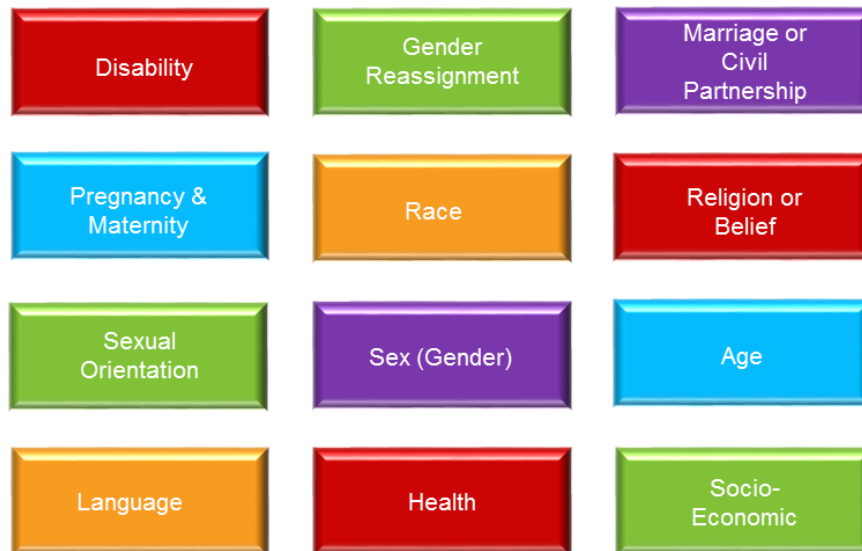 Disability
Gender
Reassignment
Marriage or
Civil
Partnership
Pregnancy &
Maternity
Race
Religion or
Belief
Sexual
Orientation
Sex (Gender)
Age
Language
Health
Socio-
Economic